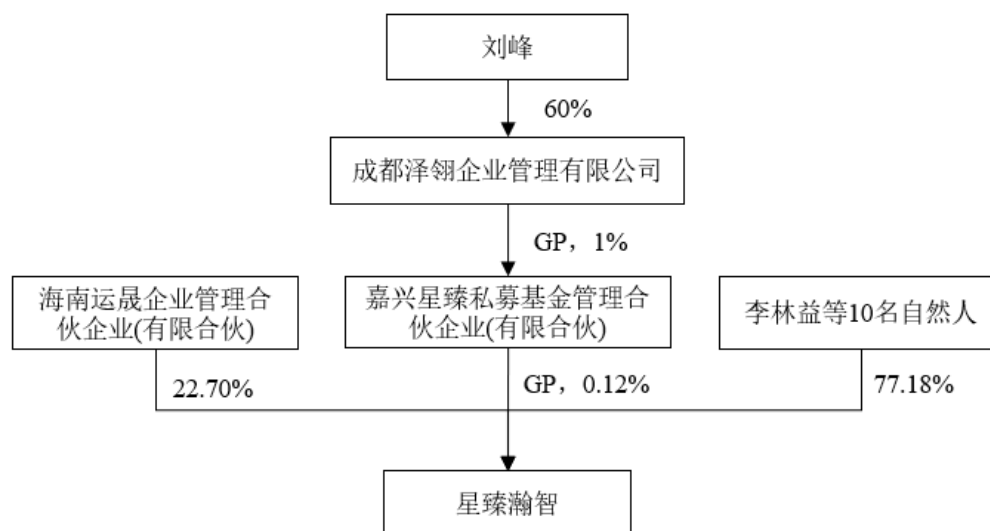 刘峰
60%
成都泽翎企业管理有限公司
GP，1%
海南运晟企业管理合
伙企业(有限合伙)
嘉兴星臻私募基金管理合
伙企业(有限合伙)
李林益等10名自然人
22.70%
GP，0.12%
77.18%
星臻瀚智